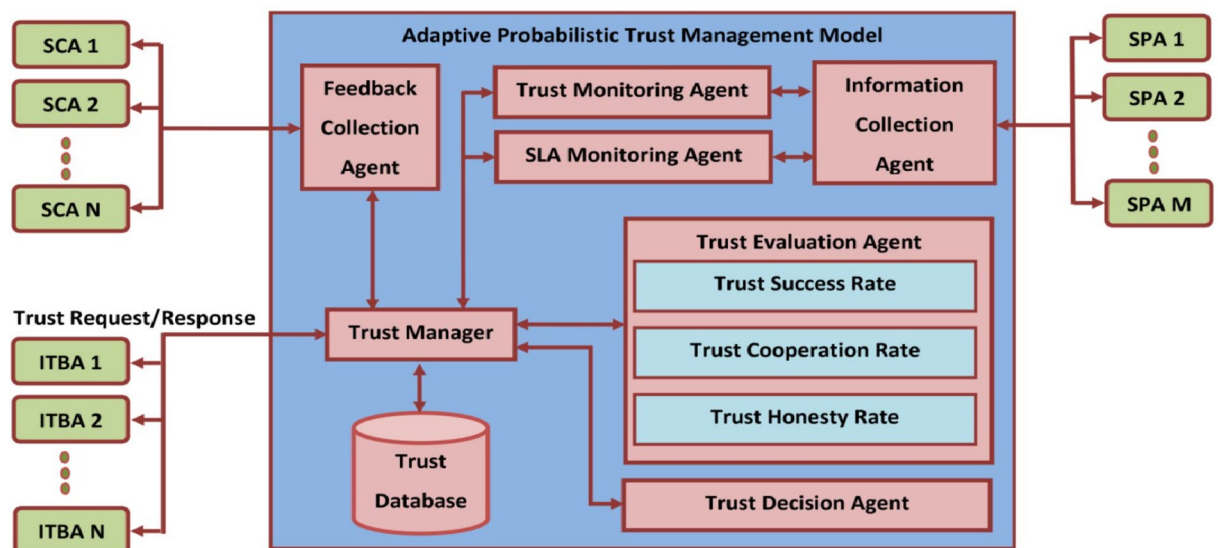 Adaptive Probabilistic Trust Management Model
SCA 1
SCA 2
SCA N
Feedback
Collection
Agent
Trust Monitoring Agent
SLA Monitoring Agent
Information
Collection
Agent
SPA 1
SPA 2
SPA M
Trust Evaluation Agent
Trust Success Rate
Trust Cooperation Rate
Trust Honesty Rate
Trust Request/Response
Trust Manager
ITBA 1
ITBA 2
ITBA N
Trust
Database
Trust Decision Agent